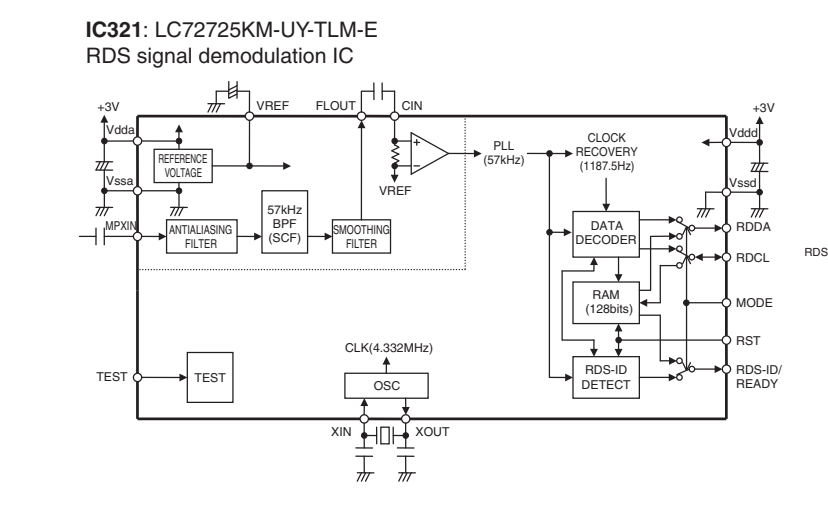 IC321: LC72725KM-UY-TLM-E
RDS signal demodulation IC
+3V
VREF
FLOUT
CIN
+3V
Vdda
REFERENCE
VOLTAGE
Vssa
+
−
VREF
PLL
(57kHz)
CLOCK
RECOVERY
(1187.5Hz)
Vddd
Vssd
MPXIN
ANTIALIASING
FILTER
57kHz
BPF
(SCF)
SMOOTHING
FILTER
DATA
DECODER
RDDA
RDCL
RDS
RAM
(128bits)
MODE
RST
CLK(4.332MHz)
TEST
TEST
OSC
RDS-ID
DETECT
RDS-ID/
READY
XIN
XOUT